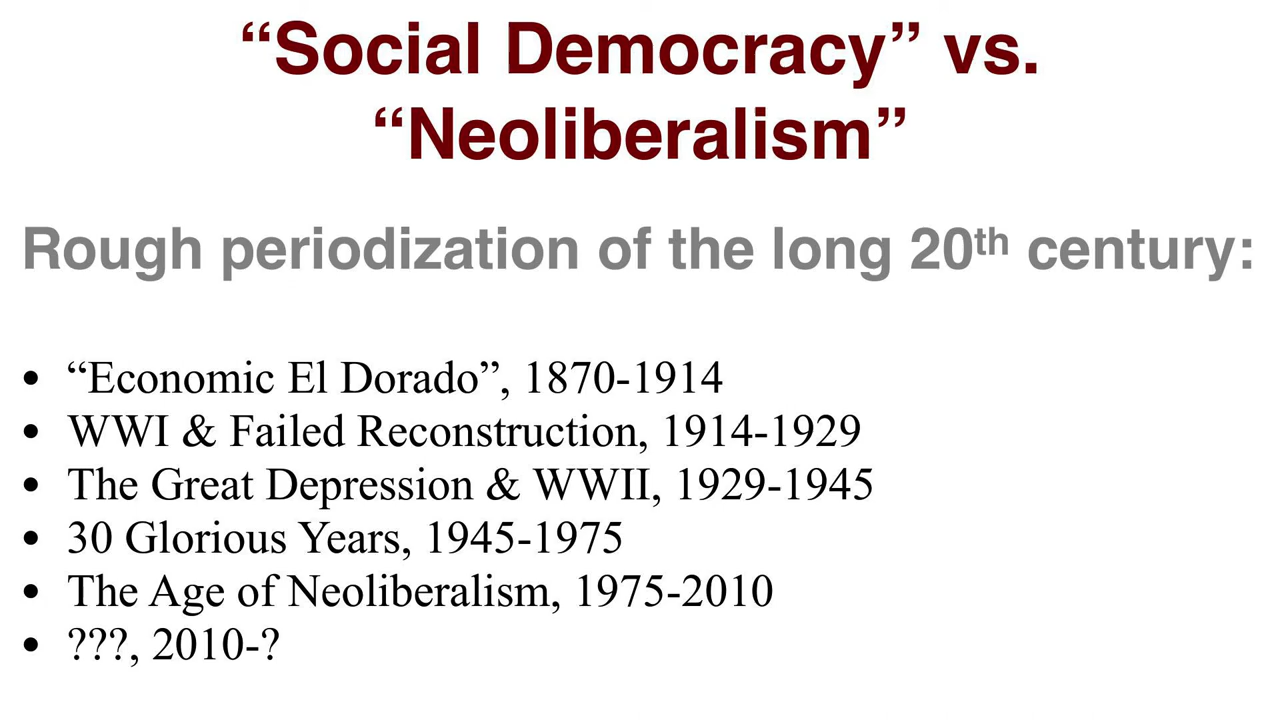 “Social Democracy” vs.
“Neoliberalism”
Rough periodization of the long 20th century:
• “Economic El Dorado”, 1870-1914
• WWI & Failed Reconstruction, 1914-1929
• The Great Depression & WWII, 1929-1945
• 30 Glorious Years, 1945-1975
• The Age of Neoliberalism, 1975-2010
• ???, 2010-?